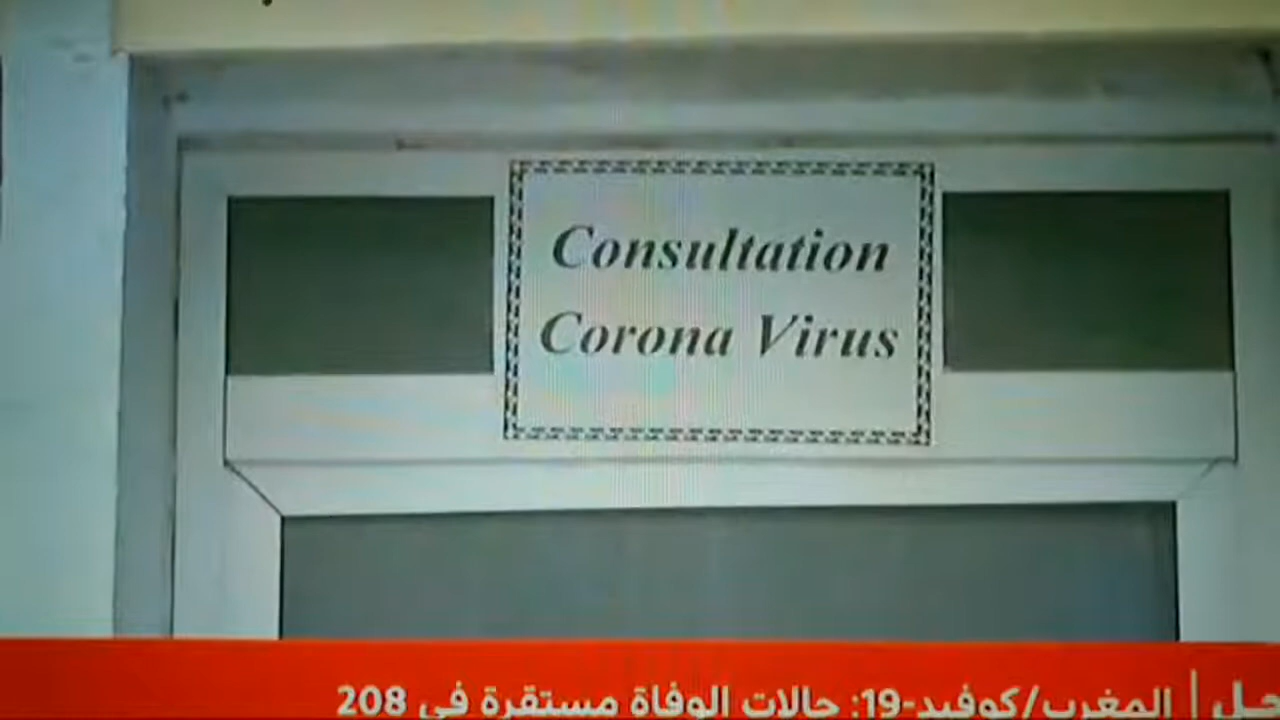 Consultation
Corona Virus
المغرب/كوفيد-19: حالات الوفاة مستقرة في 208